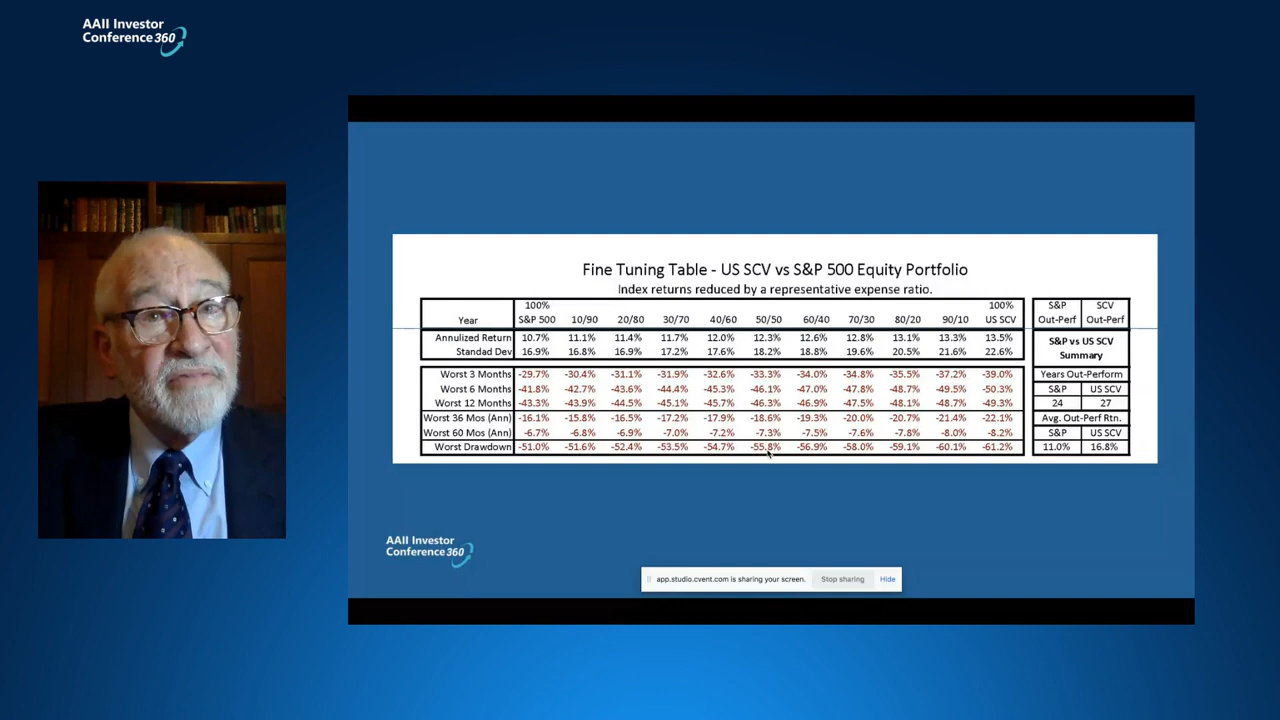 AAII Investor
Conference 360
Fine Tuning Table - US SCV vs S&P 500 Equity Portfolio
Index returns reduced by a representative expense ratio.
Year 100% S&P 500 10/90 20/80 30/70 40/60 50/50 60/40 70/30 80/20 90/10 100% US SCV
Annulized Return 10.7% 11.1% 11.4% 11.7% 12.0% 12.3% 12.6% 12.8% 13.1% 13.3% 13.5%
Standad Dev 16.9% 16.8% 16.9% 17.2% 17.6% 18.2% 18.8% 19.6% 20.5% 21.6% 22.6%
Worst 3 Months -29.7% -30.4% -31.1% -31.9% -32.6% -33.3% -34.0% -34.8% -35.5% -37.2% -39.0%
Worst 6 Months -41.8% -42.7% -43.6% -44.4% -45.3% -46.1% -47.0% -47.8% -48.7% -49.5% -50.3%
Worst 12 Months -43.3% -43.9% -44.5% -45.1% -45.7% -46.3% -46.9% -47.5% -48.1% -48.7% -49.3%
Worst 36 Mos (Ann) -16.1% -15.8% -16.5% -17.2% -17.9% -18.6% -19.3% -20.0% -20.7% -21.4% -22.1%
Worst 60 Mos (Ann) -6.7% -6.8% -6.9% -7.0% -7.2% -7.3% -7.5% -7.6% -7.8% -8.0% -8.2%
Worst Drawdown -51.0% -51.6% -52.4% -53.5% -54.7% -55.8% -56.9% -58.0% -59.1% -60.1% -61.2%
S&P SCV
Out-Perf Out-Perf
S&P vs US SCV
Summary
Years Out-Perform
S&P US SCV
24 27
Avg. Out-Perf Rtn.
S&P US SCV
11.0% 16.8%
AAII Investor
Conference 360
app.studio.cvent.com is sharing your screen. Stop sharing Hide